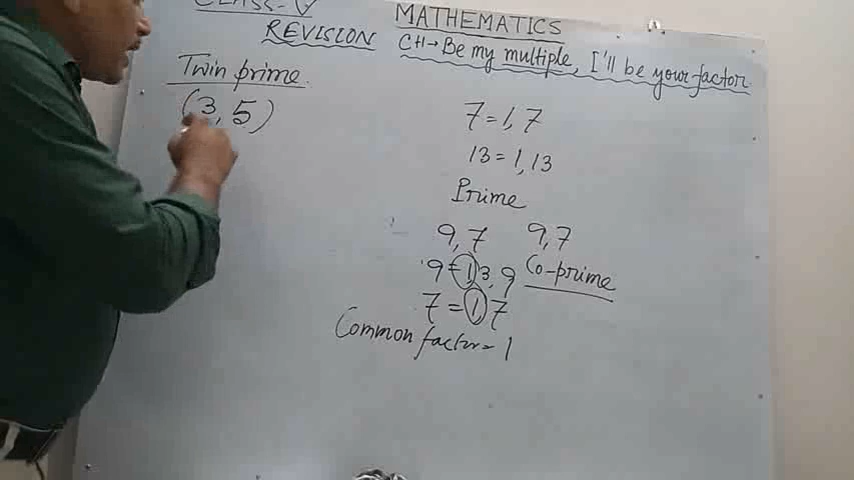 CLASS-V
REVISION
MATHEMATICS
CH→Be my multiple, I'll be your factor
Twin prime.
(3,5)
7=1,7
13=1,13
Prime
9,7 9,7
9=1,3,9 Co-prime
7=1,7
Common factor=1